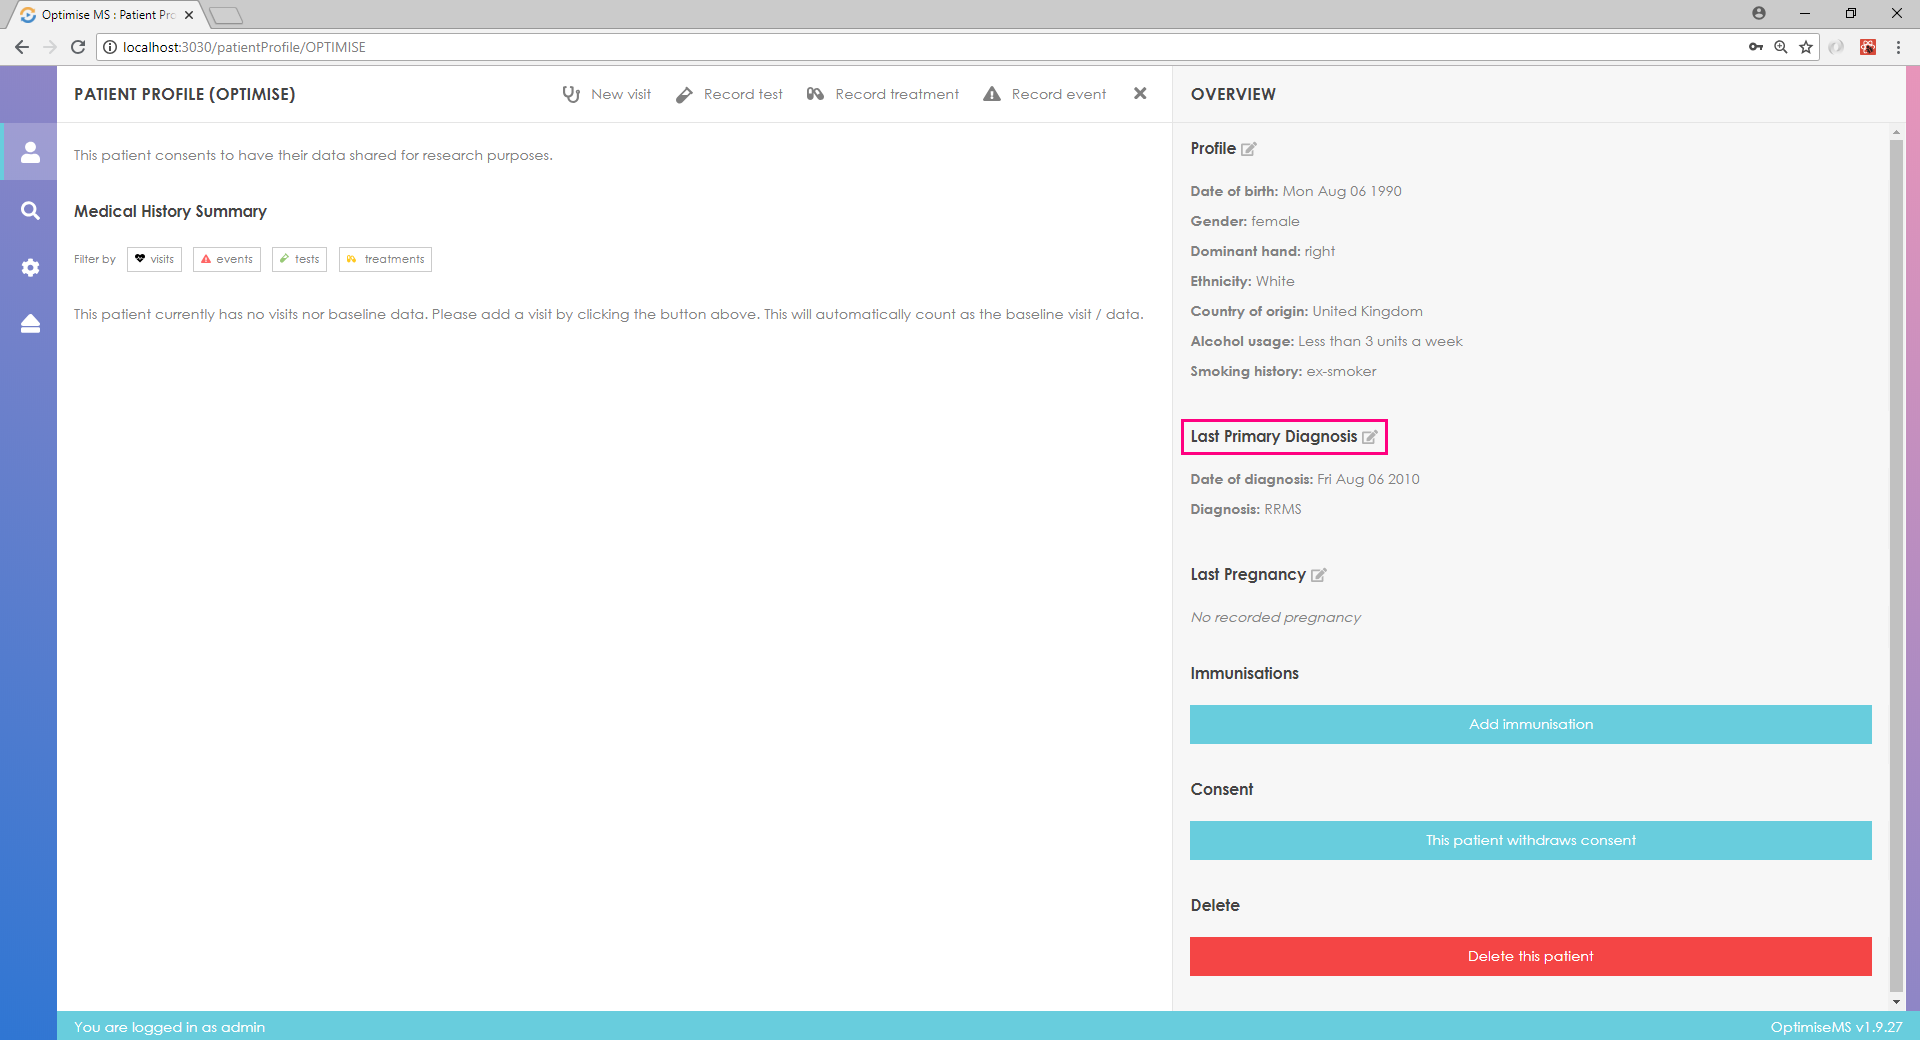 Optimise MS : Patient Pro
localhost:3030/patientProfile/OPTIMISE
PATIENT PROFILE (OPTIMISE)
New visit
Record test
Record treatment
Record event
OVERVIEW
This patient consents to have their data shared for research purposes.
Medical History Summary
Filter by
visits
events
tests
treatments
This patient currently has no visits nor baseline data. Please add a visit by clicking the button above. This will automatically count as the baseline visit / data.
Profile
Date of birth: Mon Aug 06 1990
Gender: female
Dominant hand: right
Ethnicity: White
Country of origin: United Kingdom
Alcohol usage: Less than 3 units a week
Smoking history: ex-smoker
Last Primary Diagnosis
Date of diagnosis: Fri Aug 06 2010
Diagnosis: RRMS
Last Pregnancy
No recorded pregnancy
Immunisations
Add immunisation
Consent
This patient withdraws consent
Delete
Delete this patient
You are logged in as admin
OptimiseMS v1.9.27